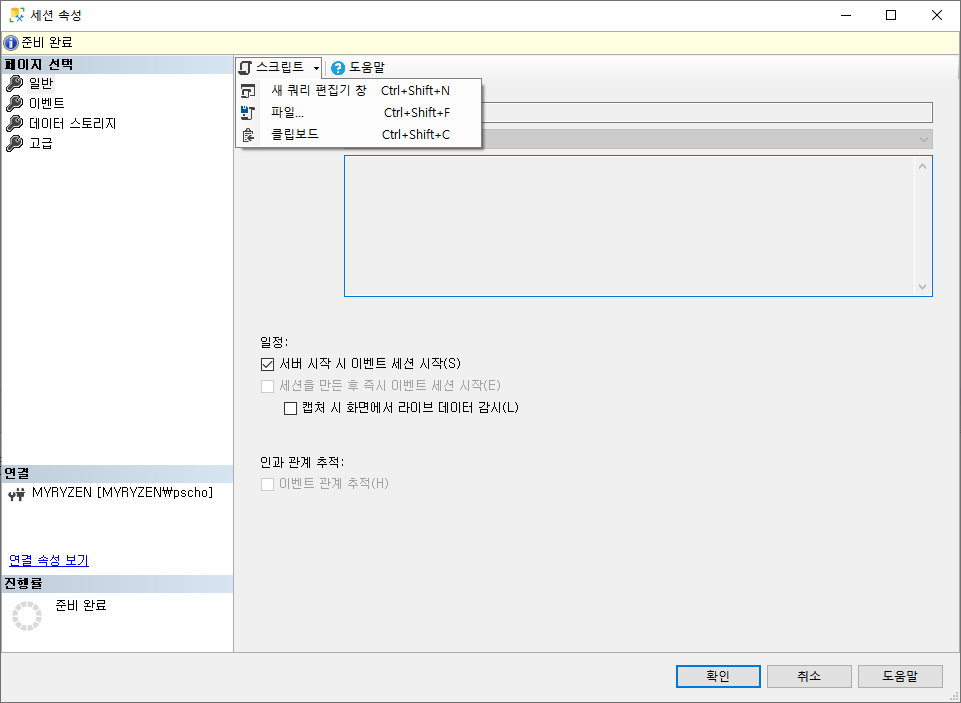 세션 속성
준비 완료
페이지 선택
일반
이벤트
데이터 스토리지
고급
스크립트 도움말
새 쿼리 편집기 창 Ctrl+Shift+N
파일... Ctrl+Shift+F
클립보드 Ctrl+Shift+C
일정:
서버 시작 시 이벤트 세션 시작(S)
세션을 만든 후 즉시 이벤트 세션 시작(E)
캡처 시 화면에서 라이브 데이터 감시(L)
인과 관계 추적:
이벤트 관계 추적(H)
연결
MYRYZEN [MYRYZEN₩pscho]
연결 속성 보기
진행률
준비 완료
확인 취소 도움말